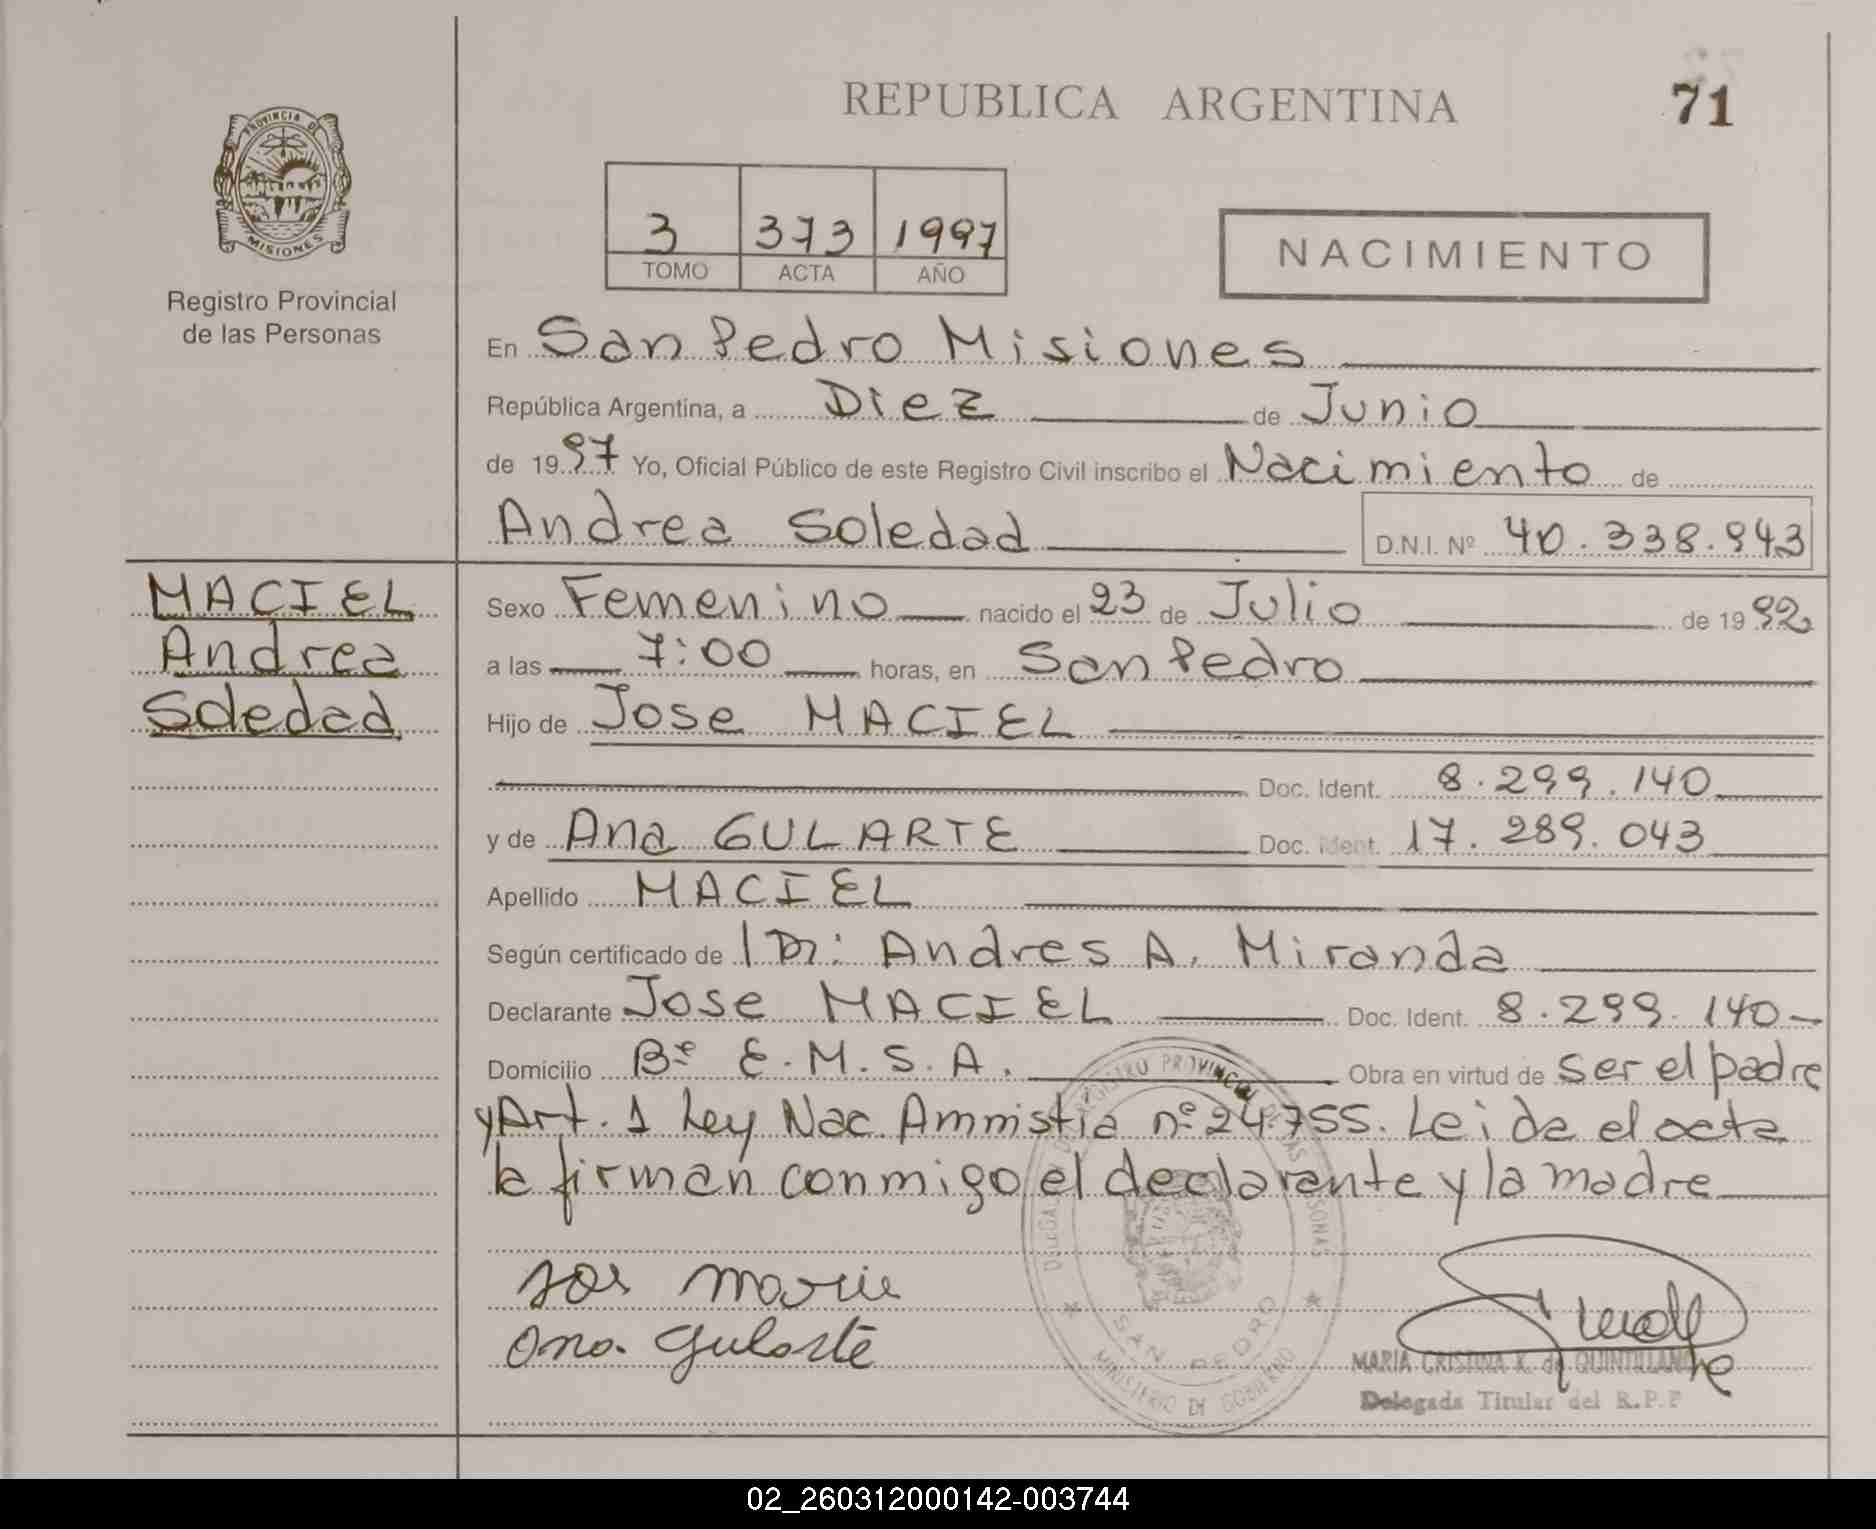 REPUBLICA ARGENTINA
71
PROVINCIA DE MISIONES
Registro Provincial
de las Personas
3 373 1997
TOMO ACTA AÑO
NACIMIENTO
En San Pedro Misiones
República Argentina, a Diez de Junio
de 1997 Yo, Oficial Público de este Registro Civil inscribo el Nacimiento de
Andrea Soledad D.N.I. Nº 40.338.943
MACIEL
Andrea
Soledad
Sexo Femenino nacido el 23 de Julio de 1992
a las 7:00 horas, en San Pedro
Hijo de Jose MACIEL
Doc. Ident. 8.299.140
y de Ana GULARTE Doc. Ident. 17.289.043
Apellido MACIEL
Según certificado de Dr: Andres A. Miranda
Declarante Jose MACIEL Doc. Ident. 8.299.140
Domicilio Bº E.M.S.A. Obra en virtud de ser el padre
y Art. 1 Ley Nac. Amnistia nº 24.755. Leida el acta
la firman conmigo el declarante y la madre
Ana Gularte
REGISTRO PROVINCIAL DE LAS PERSONAS
SAN PEDRO
MINISTERIO DE GOBIERNO
MARIA CRISTINA K. de
Delegada Titular del R.P.P
02_260312000142-003744